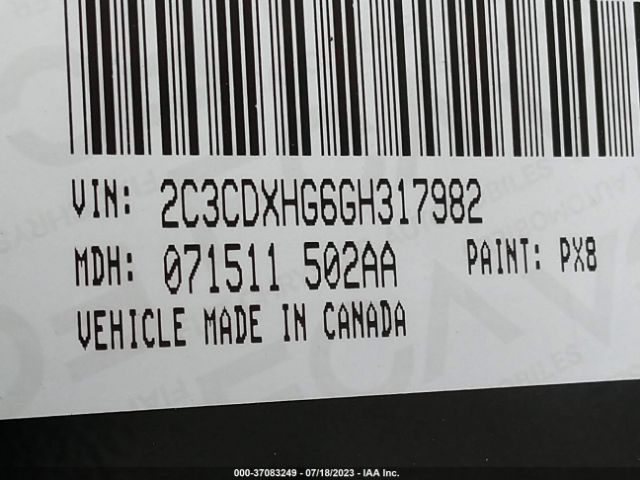 VIN: 2C3CDXHG6GH317982
MDH: 071511 502AA PAINT: PX8
VEHICLE MADE IN CANADA
000-37083249 - 07/18/2023 - IAA Inc.